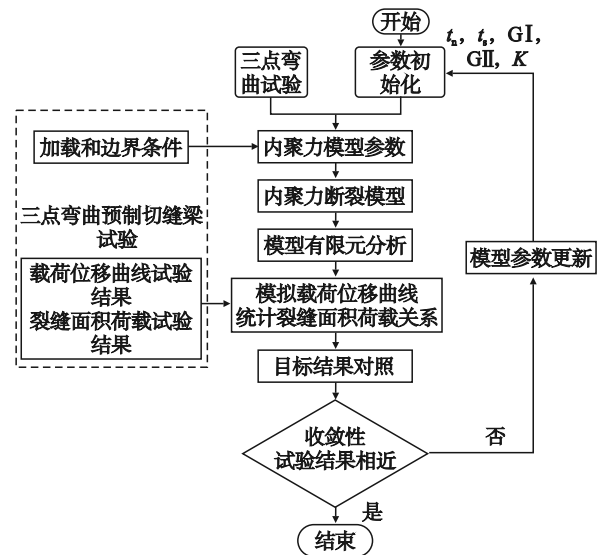 开始
tₙ，tₛ，GⅠ，
GⅡ，K
三点弯
曲试验
参数初
始化
加载和边界条件
内聚力模型参数
内聚力断裂模型
三点弯曲预制切缝梁
试验
模型有限元分析
模型参数更新
载荷位移曲线试验
结果
裂缝面积荷载试验
结果
模拟载荷位移曲线
统计裂缝面积荷载关系
目标结果对照
收敛性
试验结果相近
否
是
结束